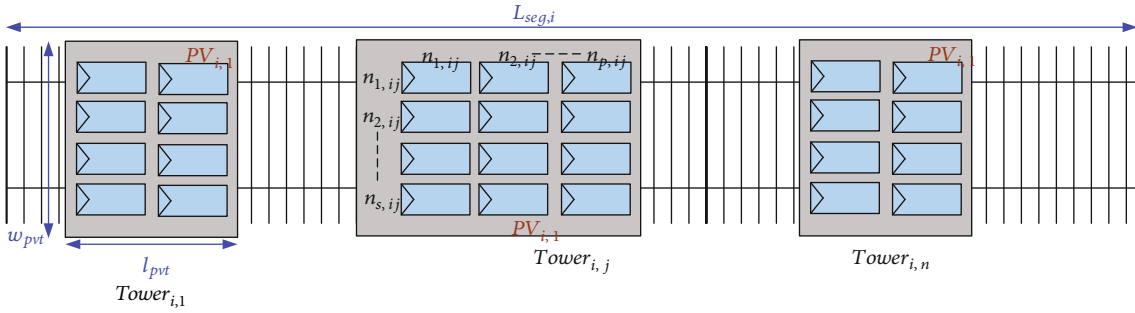 L_seg,i
PV_i,1
n_1,ij n_2,ij n_p,ij
PV_i,1
n_1,ij
n_2,ij
n_s,ij
w_pvt
PV_i,1
l_pvt
Tower_i,j
Tower_i,n
Tower_i,1